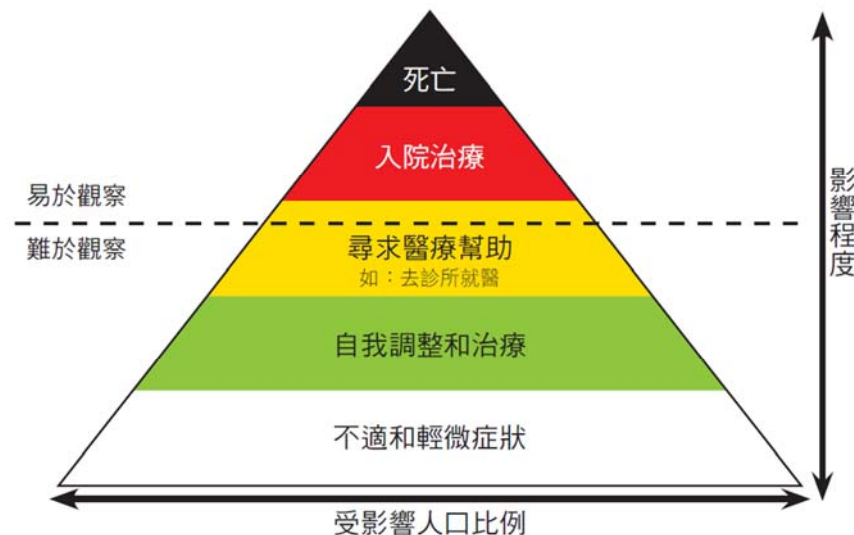 死亡
入院治療
易於觀察
難於觀察
尋求醫療幫助
如：去診所就醫
自我調整和治療
不適和輕微症狀
影響程度
受影響人口比例